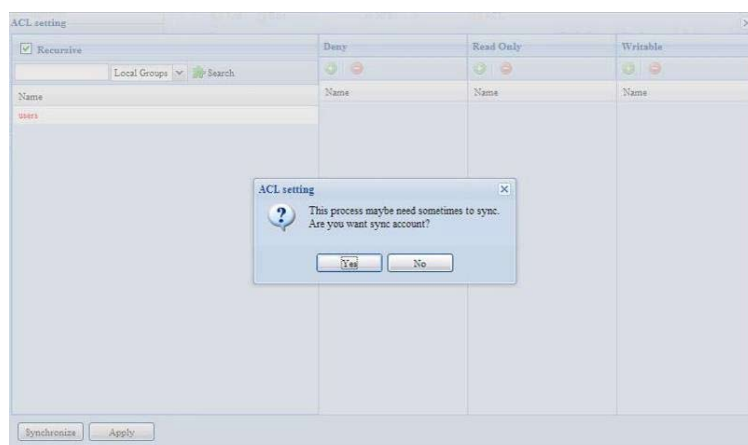 ACL setting
Recursive
Deny
Read Only
Writable
Local Groups
Search
Name
Name
Name
Name
users
ACL setting
This process maybe need sometimes to sync.
Are you want sync account?
Yes
No
Synchronize
Apply